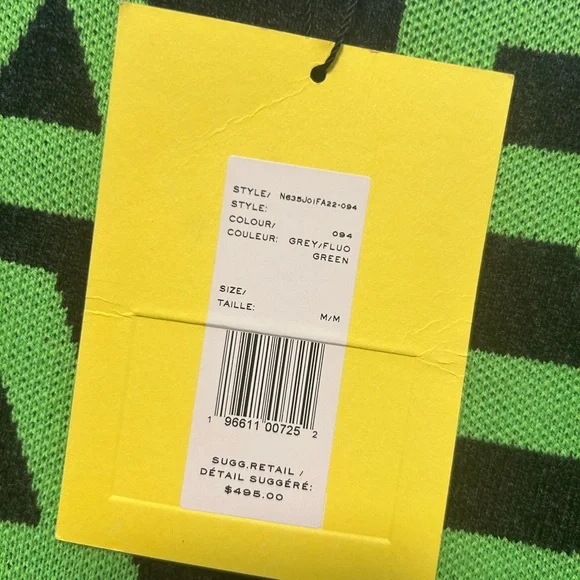 STYLE/ N635J01FA22-094
STYLE:
COLOUR/ 094
COULEUR: GREY/FLUO
GREEN
SIZE/
TAILLE: M/M
1 96611 00725 2
SUGG.RETAIL /
DÉTAIL SUGGÉRÉ:
$495.00